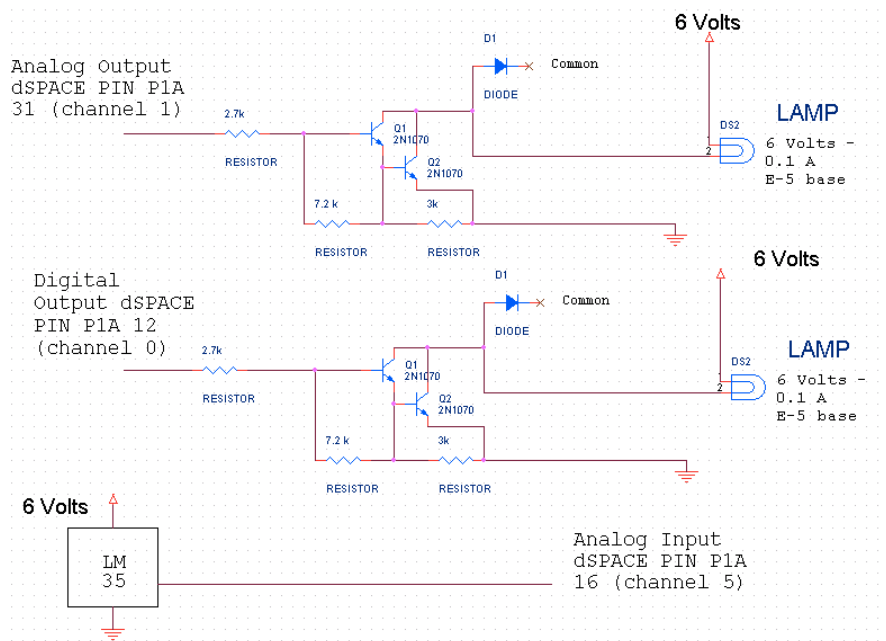 6 Volts
D1
Common
DIODE
Analog Output
dSPACE PIN P1A
31 (channel 1)
2.7k
RESISTOR
Q1
2N1070
Q2
2N1070
LAMP
DS2
1
2
6 Volts -
0.1 A
E-5 base
7.2 k
RESISTOR
3k
RESISTOR
6 Volts
D1
Common
DIODE
Digital
Output dSPACE
PIN P1A 12
(channel 0)
2.7k
RESISTOR
Q1
2N1070
Q2
2N1070
LAMP
DS2
1
2
6 Volts -
0.1 A
E-5 base
7.2 k
RESISTOR
3k
RESISTOR
6 Volts
LM
35
Analog Input
dSPACE PIN P1A
16 (channel 5)